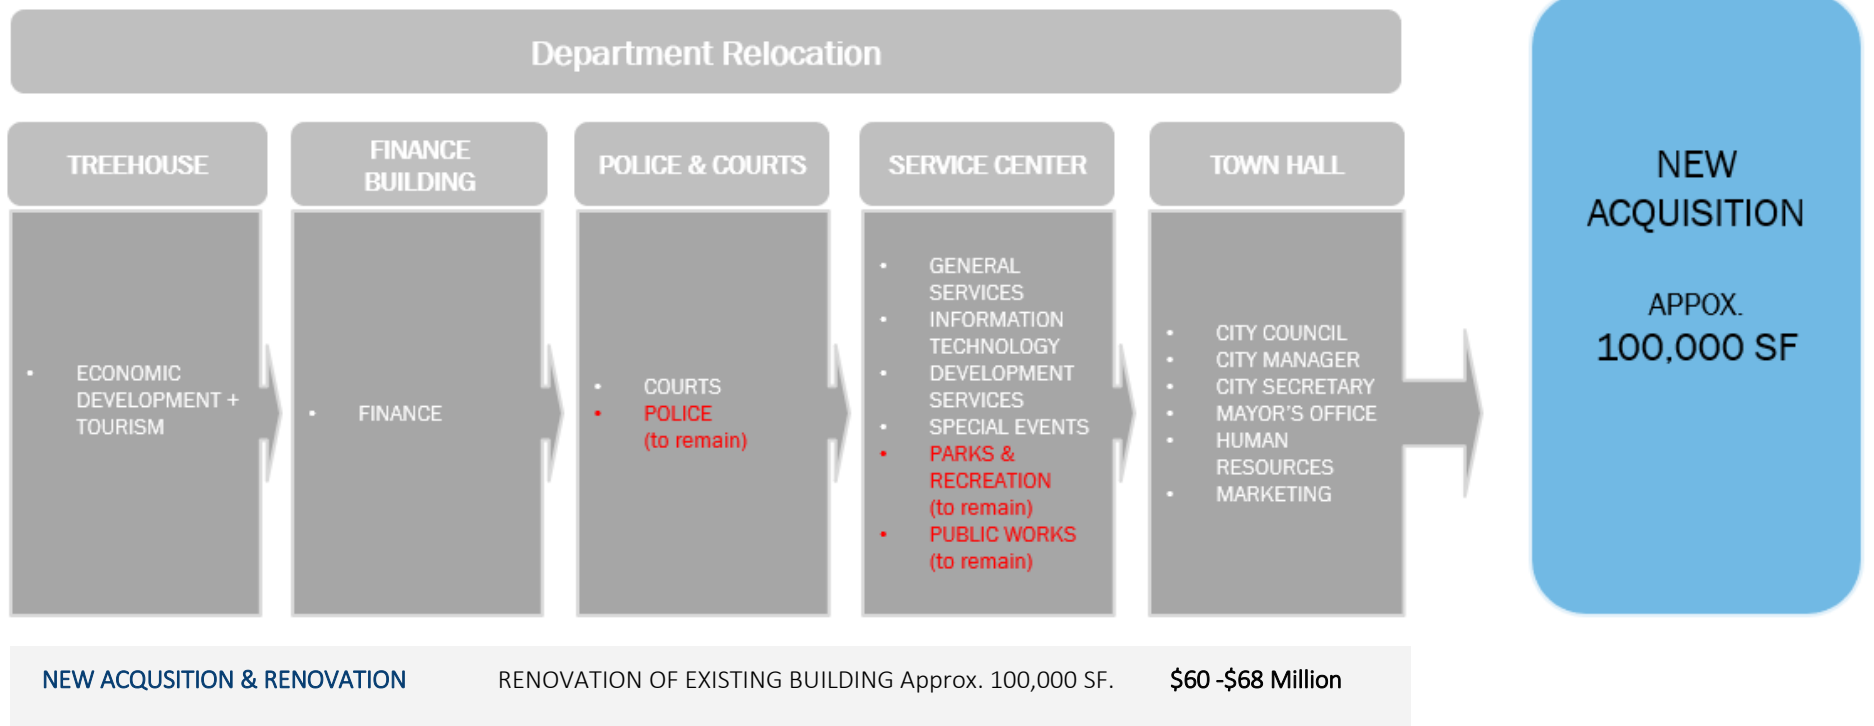 Department Relocation
TREEHOUSE
FINANCE
BUILDING
POLICE & COURTS
SERVICE CENTER
TOWN HALL
• ECONOMIC
DEVELOPMENT +
TOURISM
• FINANCE
• COURTS
• POLICE
(to remain)
• GENERAL
SERVICES
• INFORMATION
TECHNOLOGY
• DEVELOPMENT
SERVICES
• SPECIAL EVENTS
• PARKS &
RECREATION
(to remain)
• PUBLIC WORKS
(to remain)
• CITY COUNCIL
• CITY MANAGER
• CITY SECRETARY
• MAYOR'S OFFICE
• HUMAN
RESOURCES
• MARKETING
NEW
ACQUISITION
APPOX.
100,000 SF
NEW ACQUSITION & RENOVATION RENOVATION OF EXISTING BUILDING Approx. 100,000 SF. $60 -$68 Million